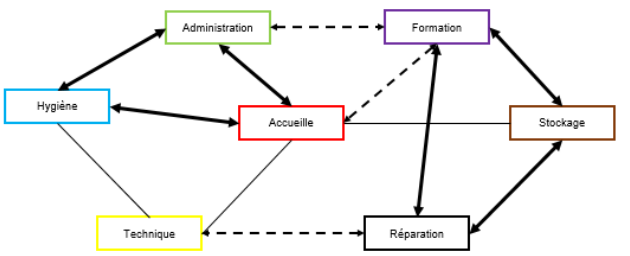 Administration
Formation
Hygiène
Accueille
Stockage
Technique
Réparation